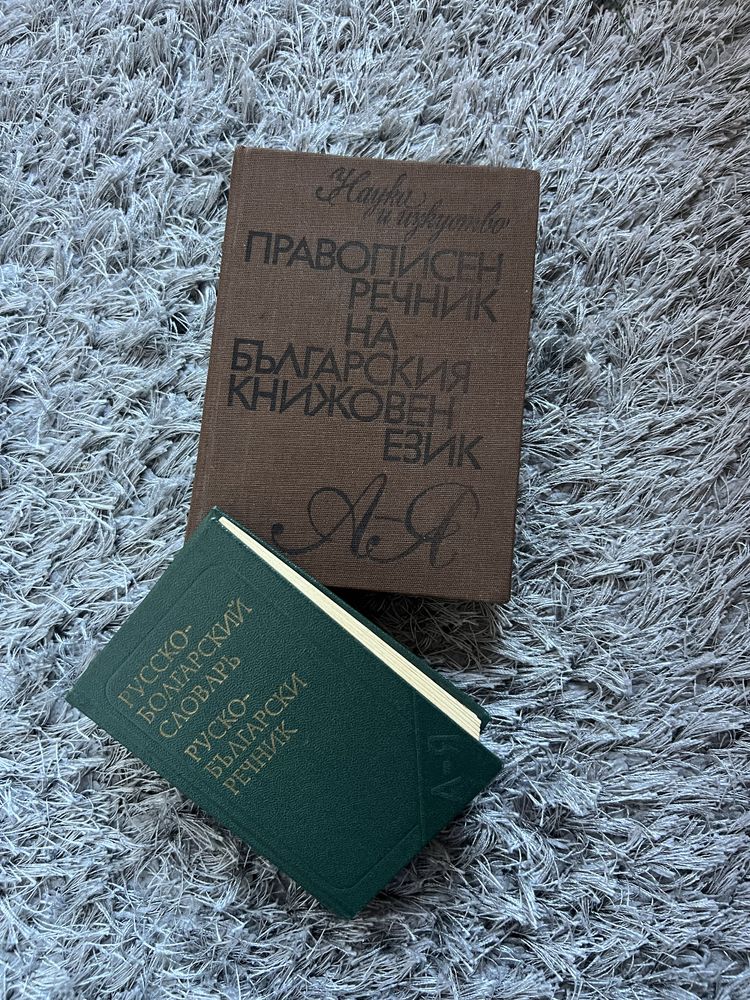 Наука
и изкуство
ПРАВОПИСЕН
РЕЧНИК
НА
БЪЛГАРСКИЯ
КНИЖОВЕН
ЕЗИК
А-Я
РУССКО-
БОЛГАРСКИЙ
СЛОВАРЬ
РУСКО-
БЪЛГАРСКИ
РЕЧНИК
А-Я